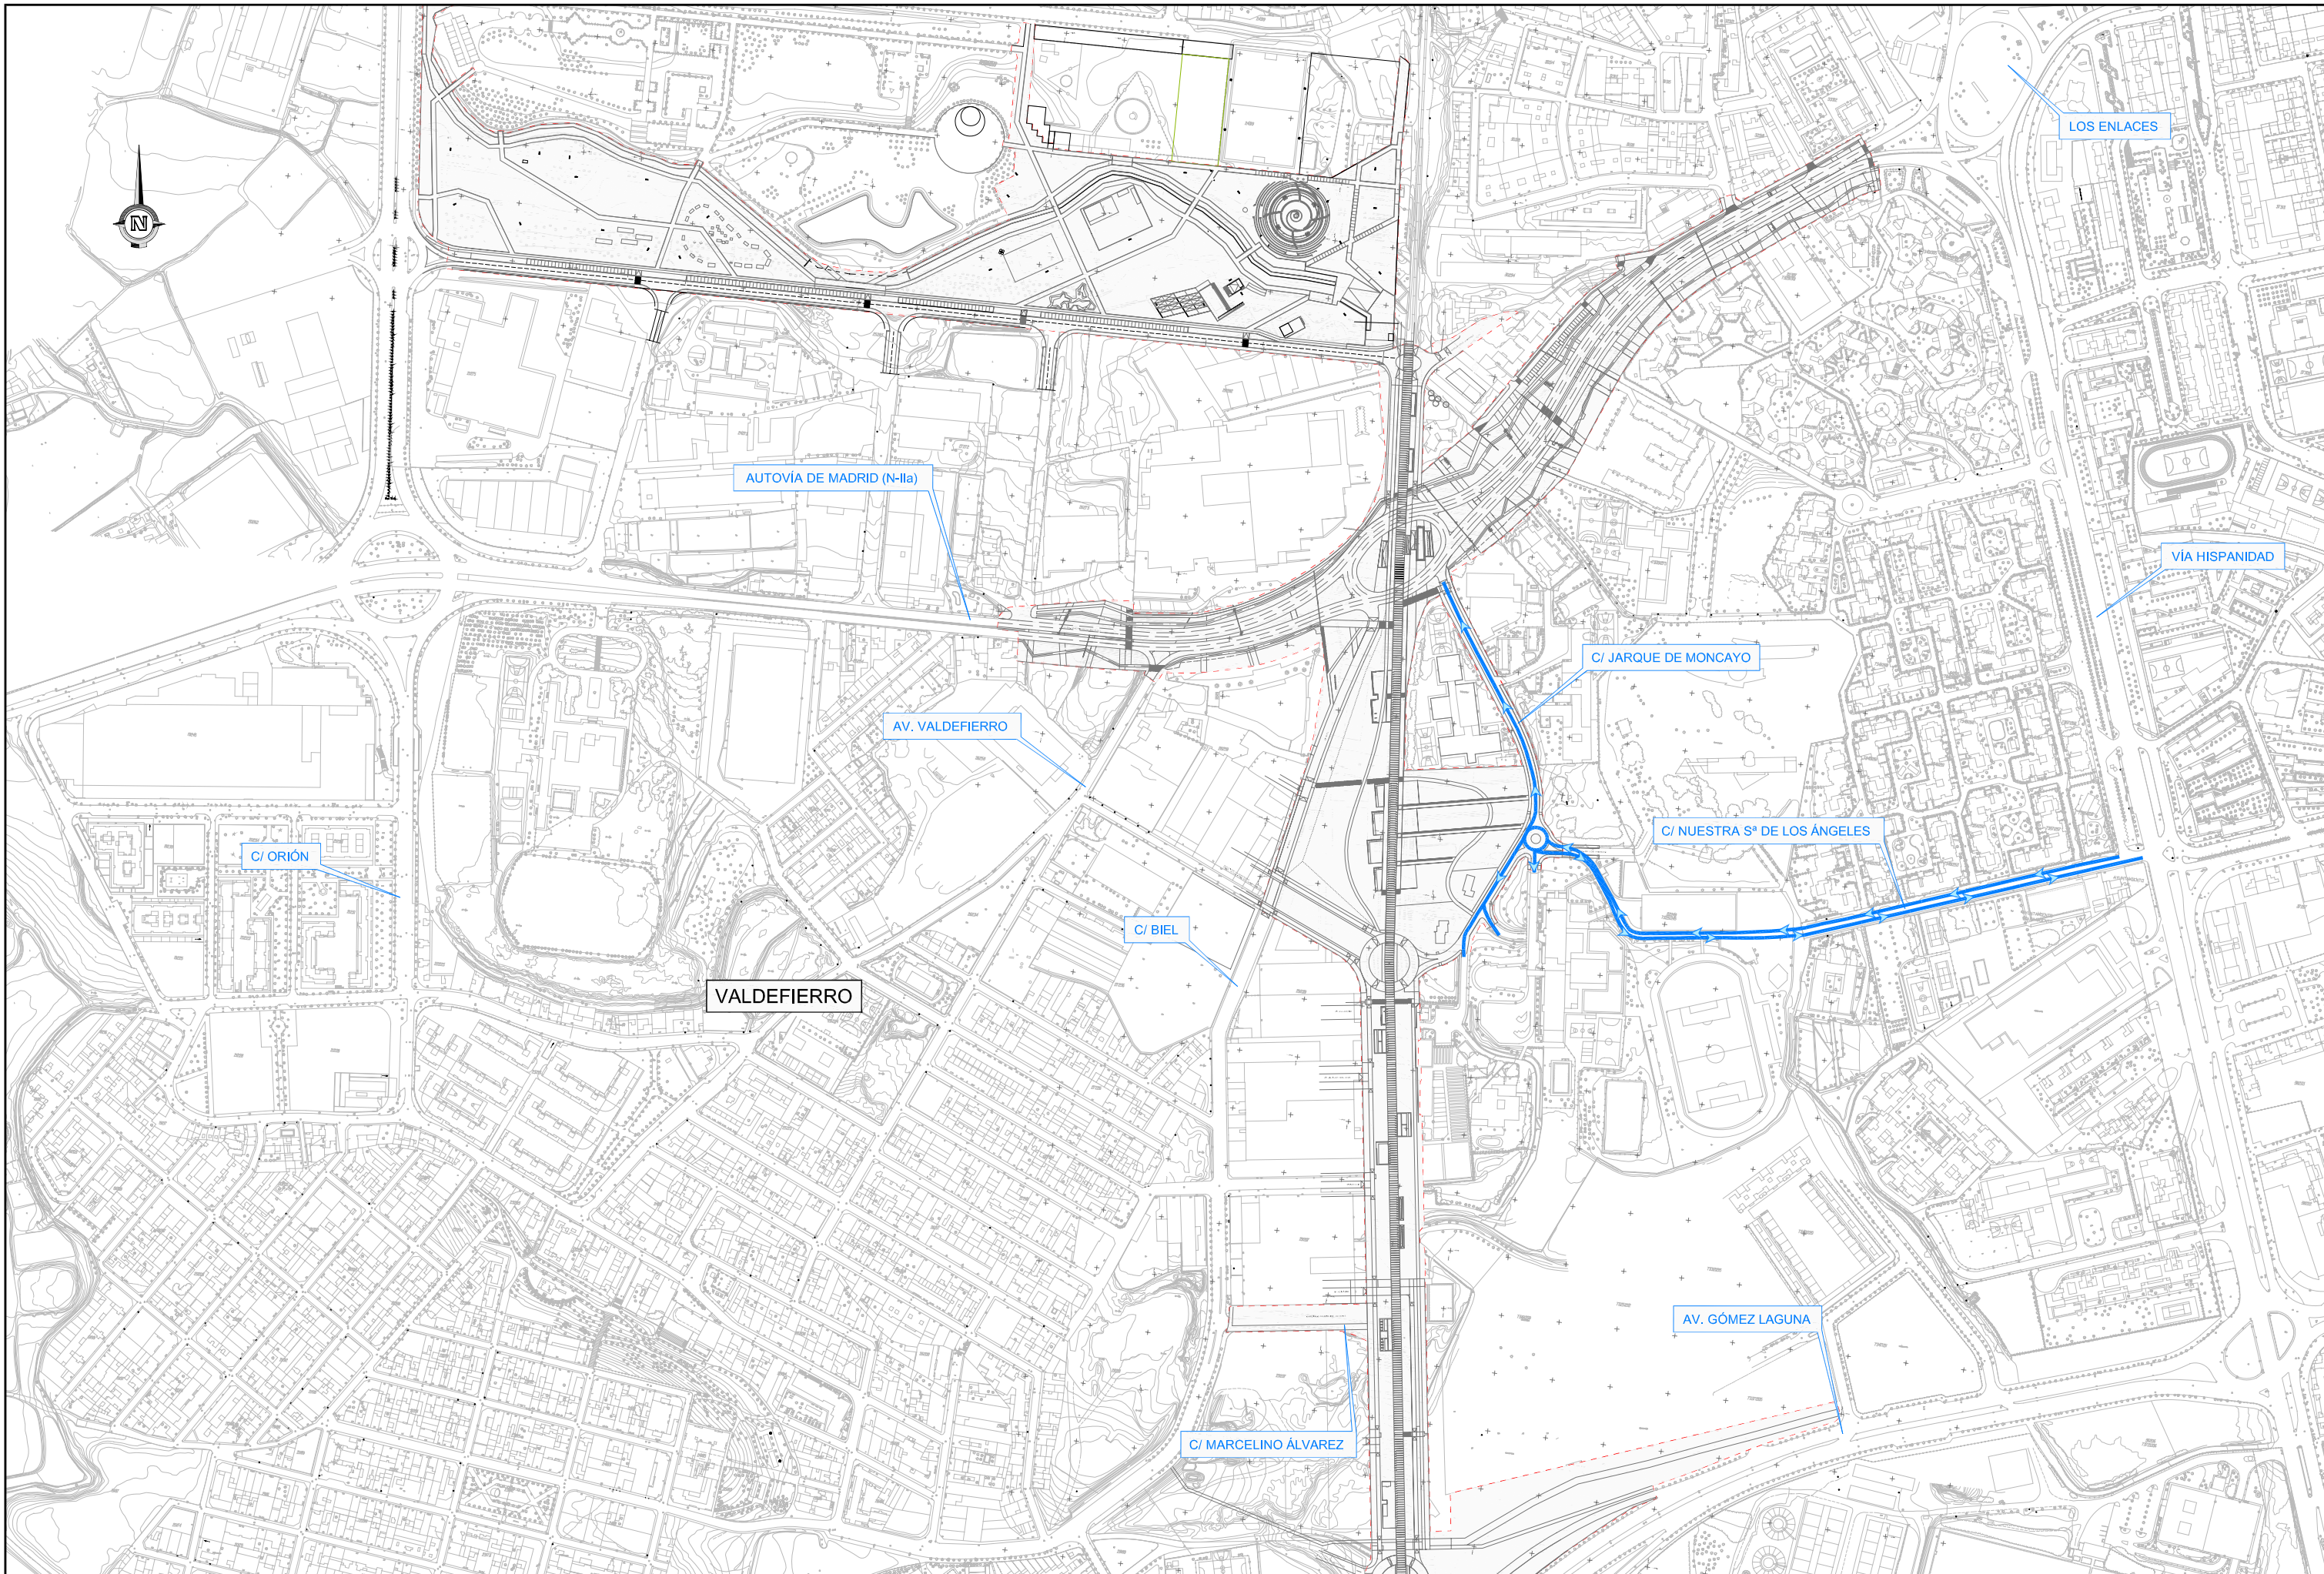 LOS ENLACES
N
AUTOVÍA DE MADRID (N-IIa)
VÍA HISPANIDAD
C/ JARQUE DE MONCAYO
AV. VALDEFIERRO
C/ NUESTRA Sª DE LOS ÁNGELES
C/ ORIÓN
C/ BIEL
VALDEFIERRO
AV. GÓMEZ LAGUNA
C/ MARCELINO ÁLVAREZ